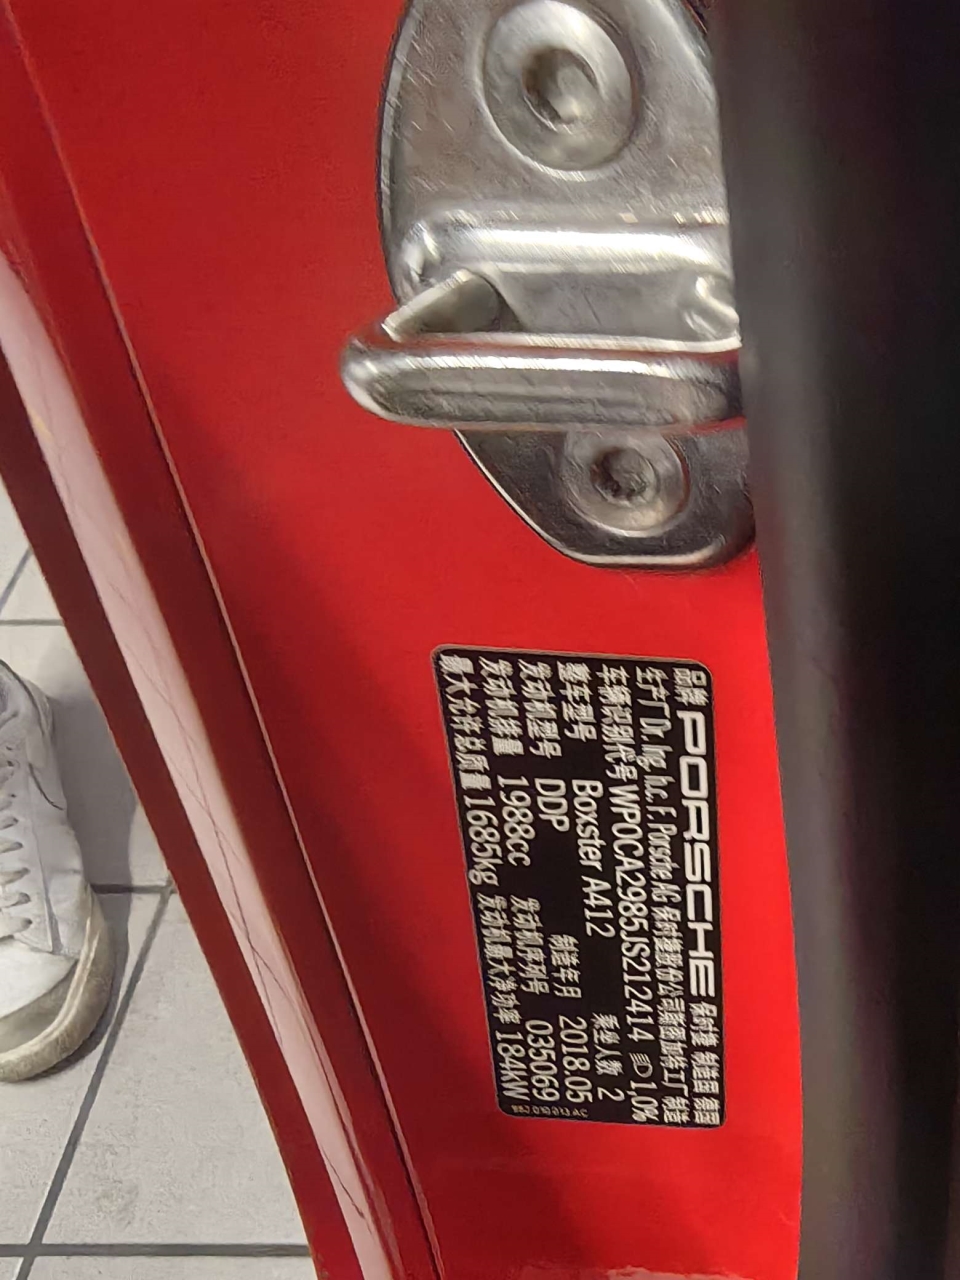 品牌 PORSCHE 保时捷 制造国 德国
生产厂 Dr. Ing. h.c. F. Porsche AG 保时捷股份公司斯图加特工厂制造
车辆识别代号 WP0CA2985JS212414 1,0%
整车型号 Boxster A412 乘坐人数 2
发动机型号 DDP 制造年月 2018.05
发动机排量 1988cc 发动机序列号 035069
最大允许总质量 1685kg 发动机最大净功率 184kW